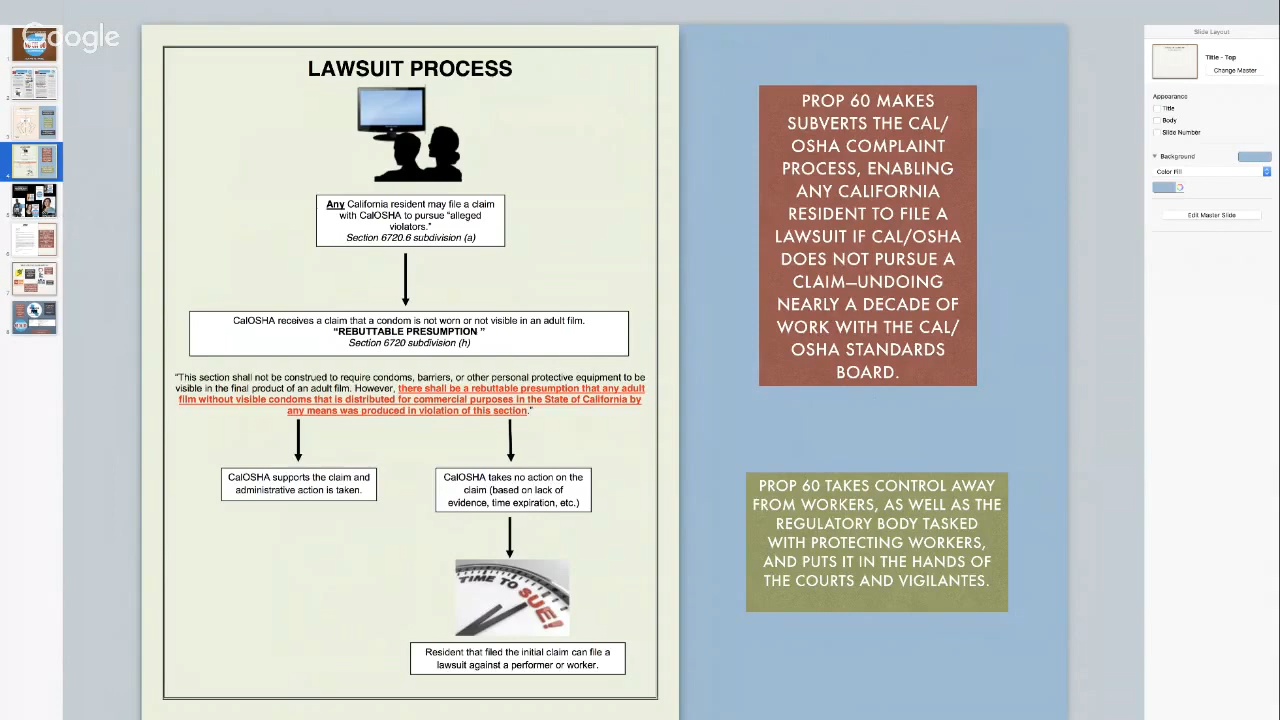 Google
LAWSUIT PROCESS
Any California resident may file a claim
with CalOSHA to pursue “alleged
violators.”
Section 6720.6 subdivision (a)
CalOSHA receives a claim that a condom is not worn or not visible in an adult film.
“REBUTTABLE PRESUMPTION ”
Section 6720 subdivision (h)
“This section shall not be construed to require condoms, barriers, or other personal protective equipment to be
visible in the final product of an adult film. However, there shall be a rebuttable presumption that any adult
film without visible condoms that is distributed for commercial purposes in the State of California by
any means was produced in violation of this section.”
CalOSHA supports the claim and
administrative action is taken.
CalOSHA takes no action on the
claim (based on lack of
evidence, time expiration, etc.)
TIME TO
SUE!
Resident that filed the initial claim can file a
lawsuit against a performer or worker.
PROP 60 MAKES
SUBVERTS THE CAL/
OSHA COMPLAINT
PROCESS, ENABLING
ANY CALIFORNIA
RESIDENT TO FILE A
LAWSUIT IF CAL/OSHA
DOES NOT PURSUE A
CLAIM—UNDOING
NEARLY A DECADE OF
WORK WITH THE CAL/
OSHA STANDARDS
BOARD.
PROP 60 TAKES CONTROL AWAY
FROM WORKERS, AS WELL AS THE
REGULATORY BODY TASKED
WITH PROTECTING WORKERS,
AND PUTS IT IN THE HANDS OF
THE COURTS AND VIGILANTES.
Slide Layout
Title - Top
Change Master
Appearance
Title
Body
Slide Number
Background
Color Fill
Edit Master Slide
1
2
3
4
5
6
7
8